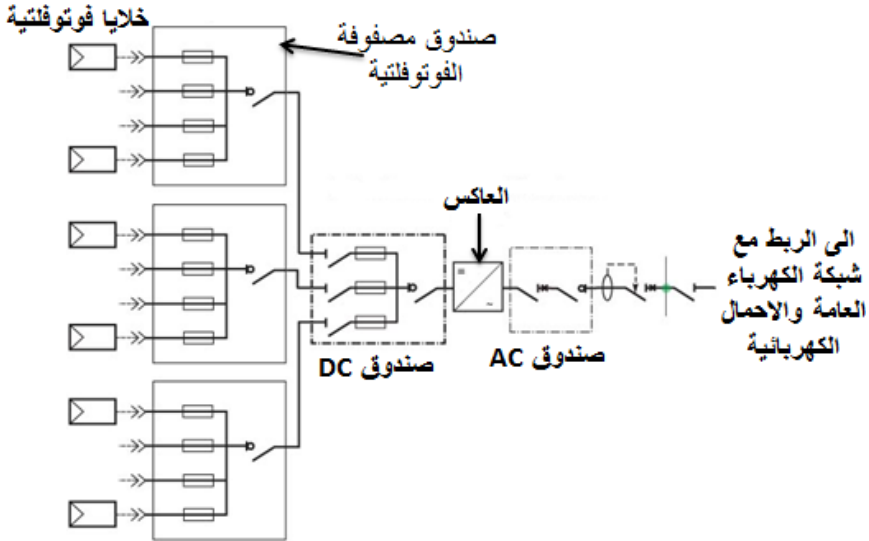 خلايا فوتوفلتية
صندوق مصفوفة
الفوتوفلتية
العاكس
الى الربط مع
شبكة الكهرباء
العامة والاحمال
الكهربائية
صندوق DC
صندوق AC